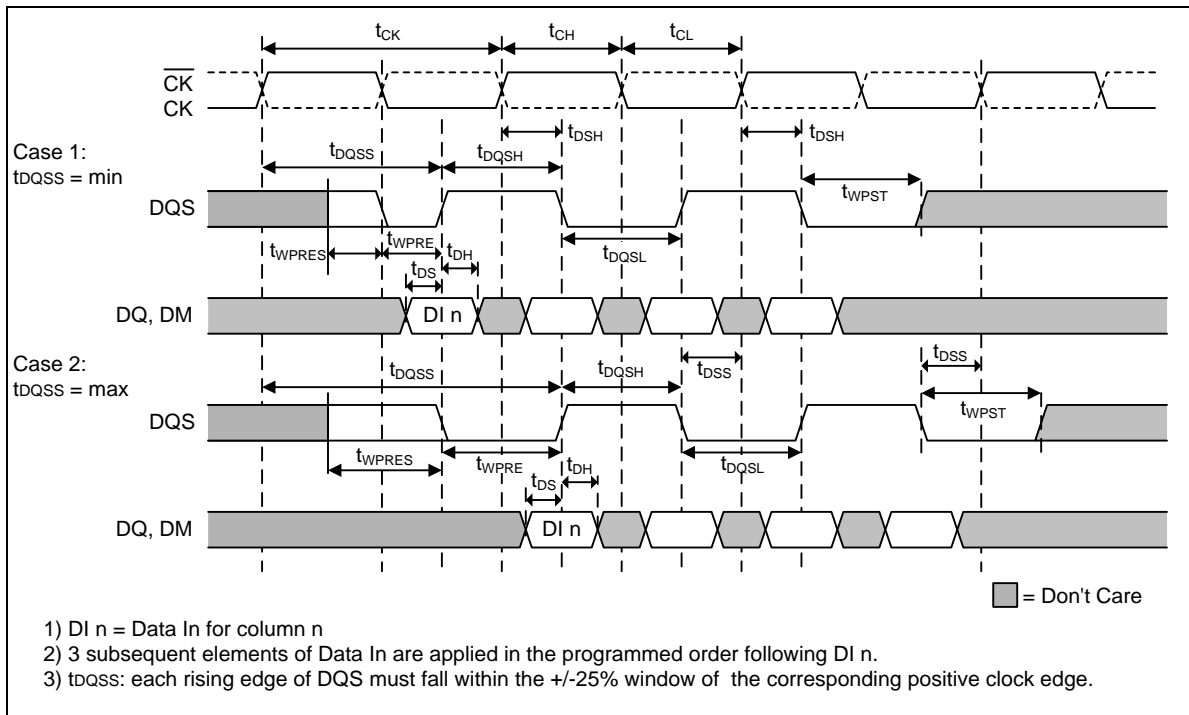 tCK tCH tCL
CK
CK
tDSH tDSH
Case 1:
tDQSS = min
tDQSS tDQSH
tWPST
DQS
tWPRES tWPRE tDH tDQSL
tDS
DQ, DM DI n
Case 2:
tDQSS = max
tDQSS tDQSH tDSS tDSS
tWPST
DQS
tWPRES tWPRE tDH tDQSL
tDS
DQ, DM DI n
= Don't Care
1) DI n = Data In for column n
2) 3 subsequent elements of Data In are applied in the programmed order following DI n.
3) tDQSS: each rising edge of DQS must fall within the +/-25% window of the corresponding positive clock edge.